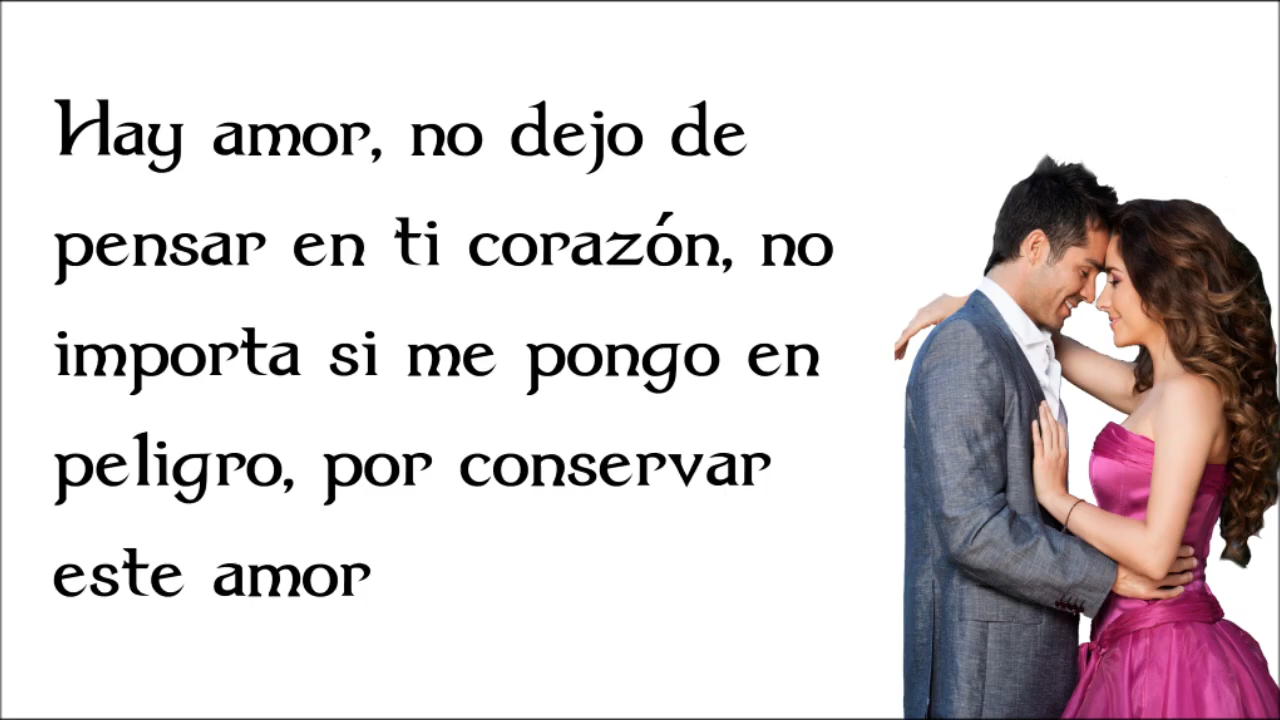 Hay amor, no dejo de
pensar en ti corazón, no
importa si me pongo en
peligro, por conservar
este amor